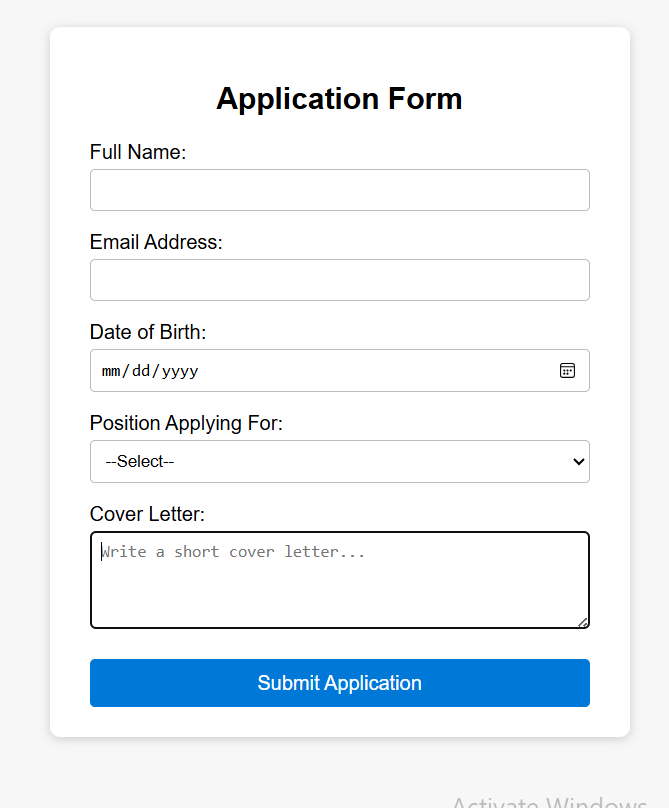 Application Form
Full Name:
Email Address:
Date of Birth:
mm/dd/yyyy
Position Applying For:
--Select--
Cover Letter:
Write a short cover letter...
Submit Application
Activate Windows